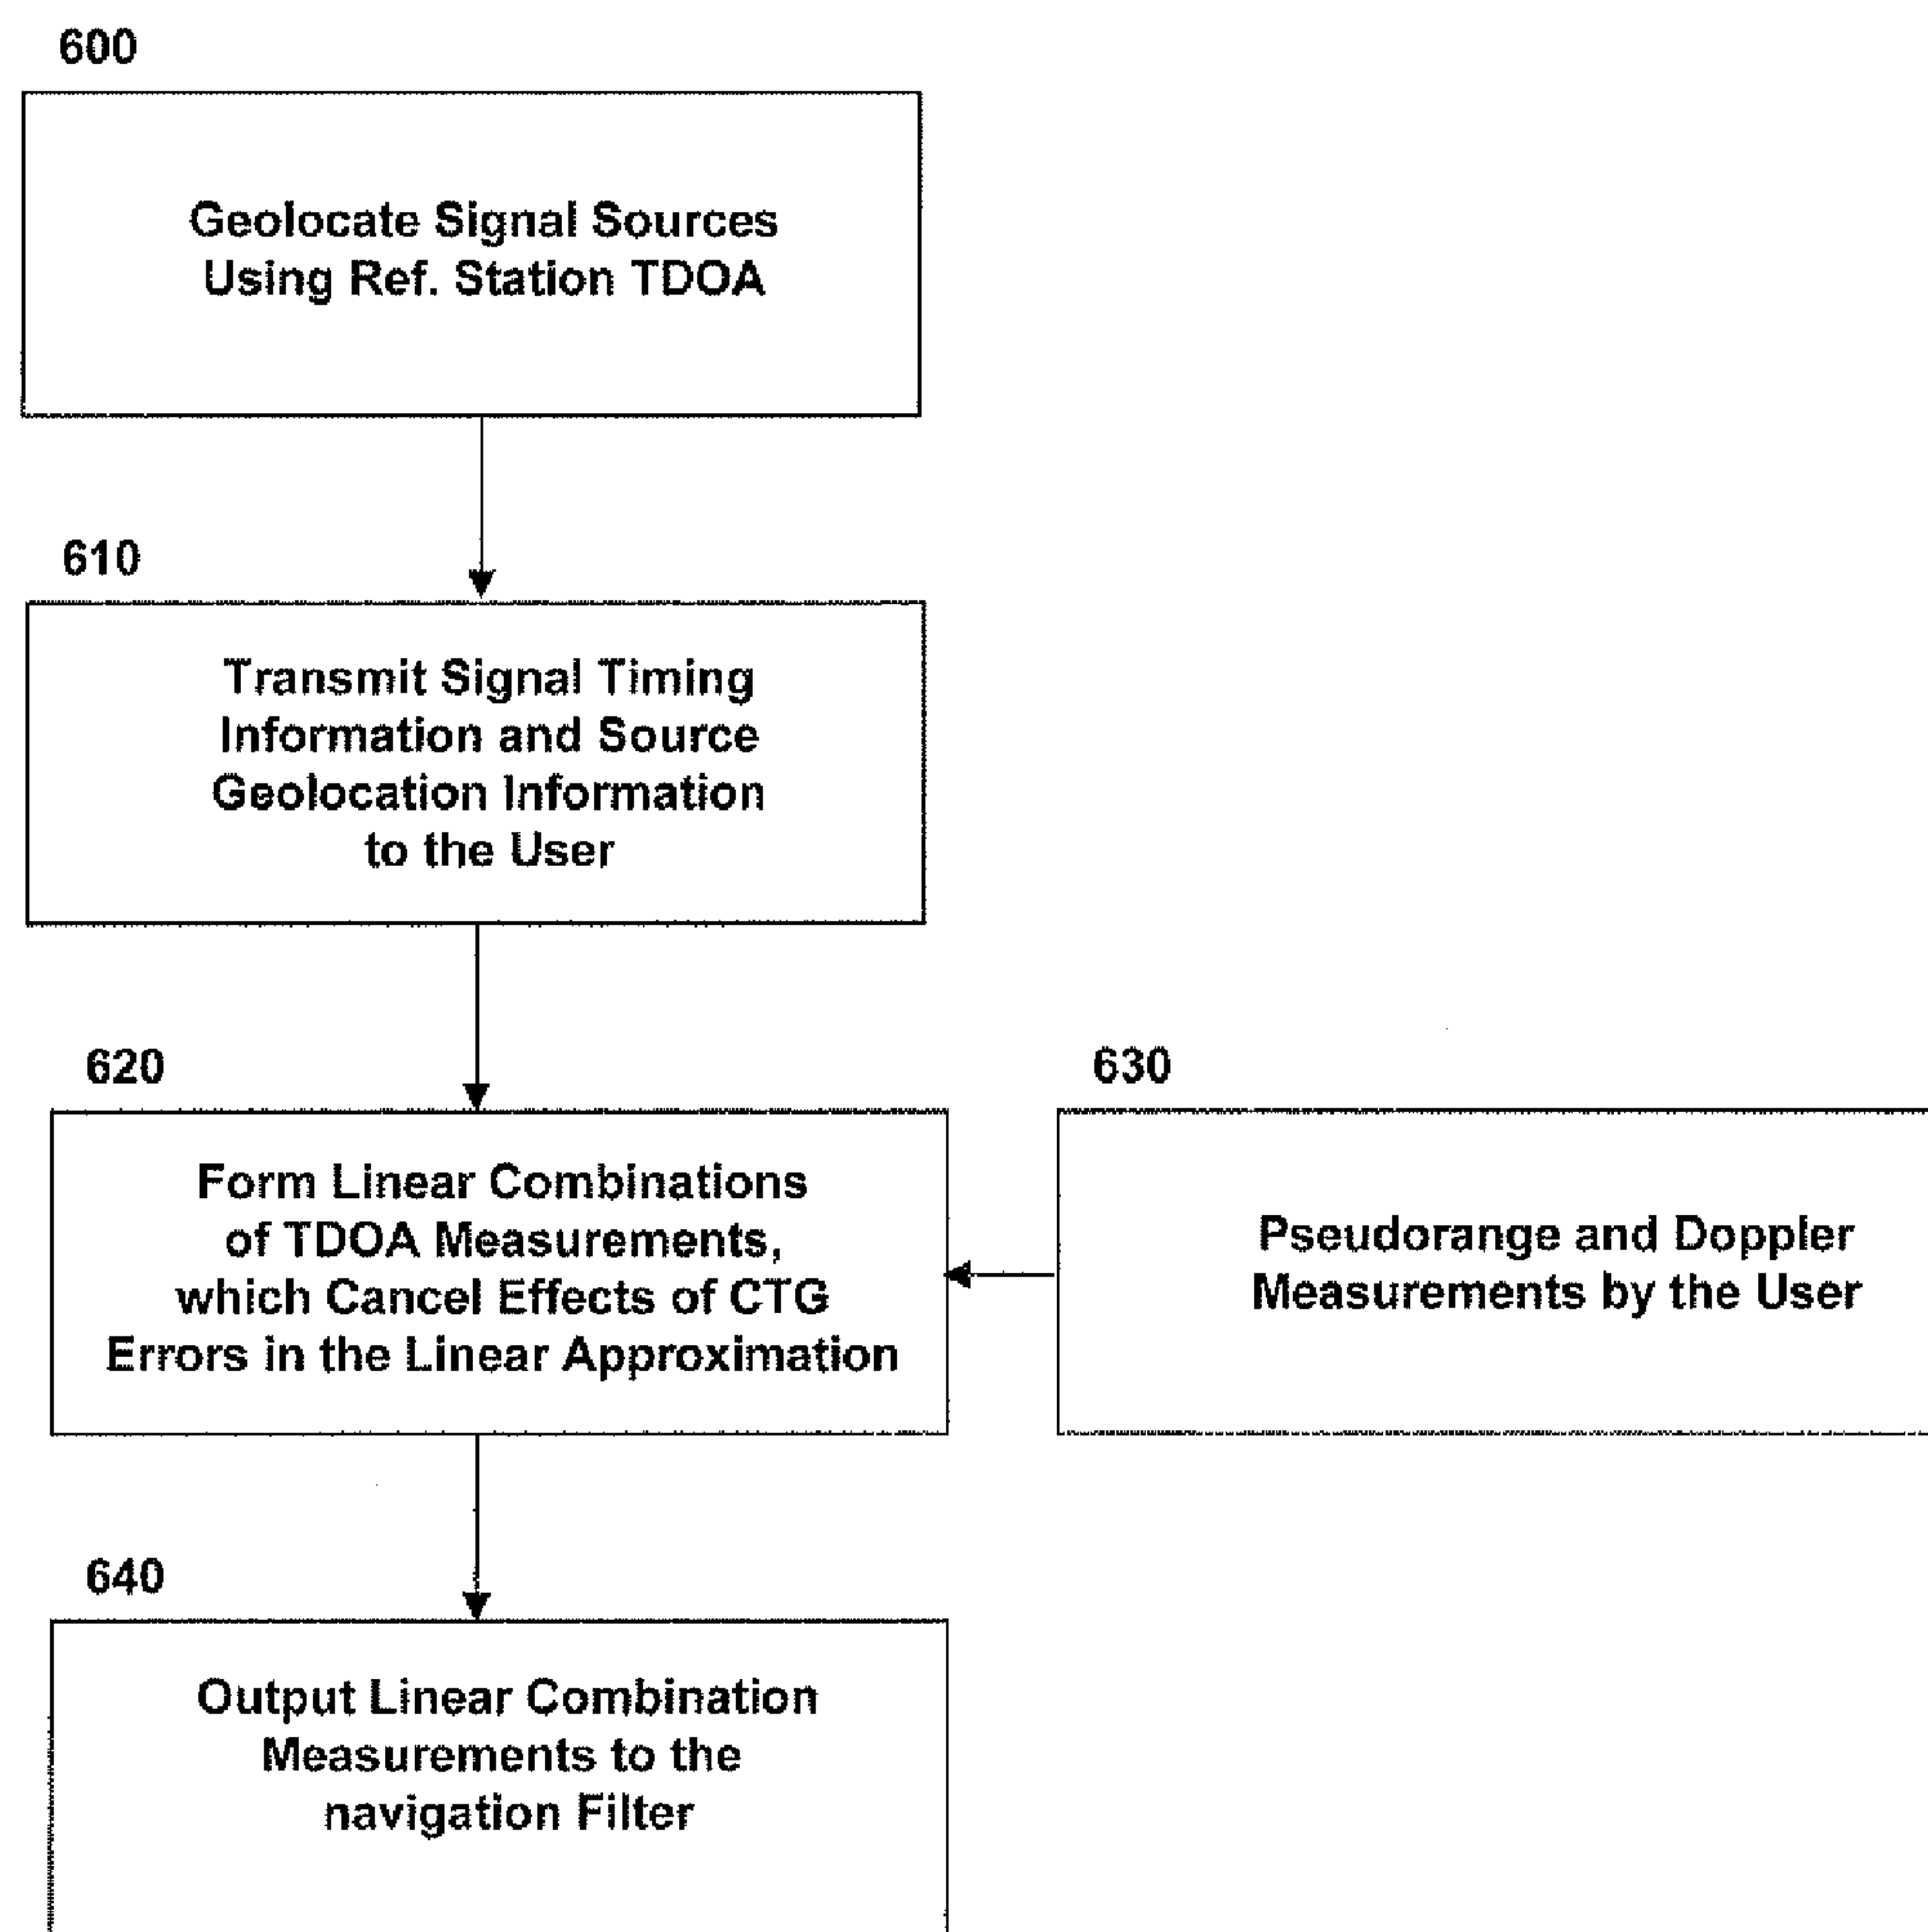 600
Geolocate Signal Sources
Using Ref. Station TDOA
610
Transmit Signal Timing
Information and Source
Geolocation Information
to the User
620
Form Linear Combinations
of TDOA Measurements,
which Cancel Effects of CTG
Errors in the Linear Approximation
630
Pseudorange and Doppler
Measurements by the User
640
Output Linear Combination
Measurements to the
navigation Filter